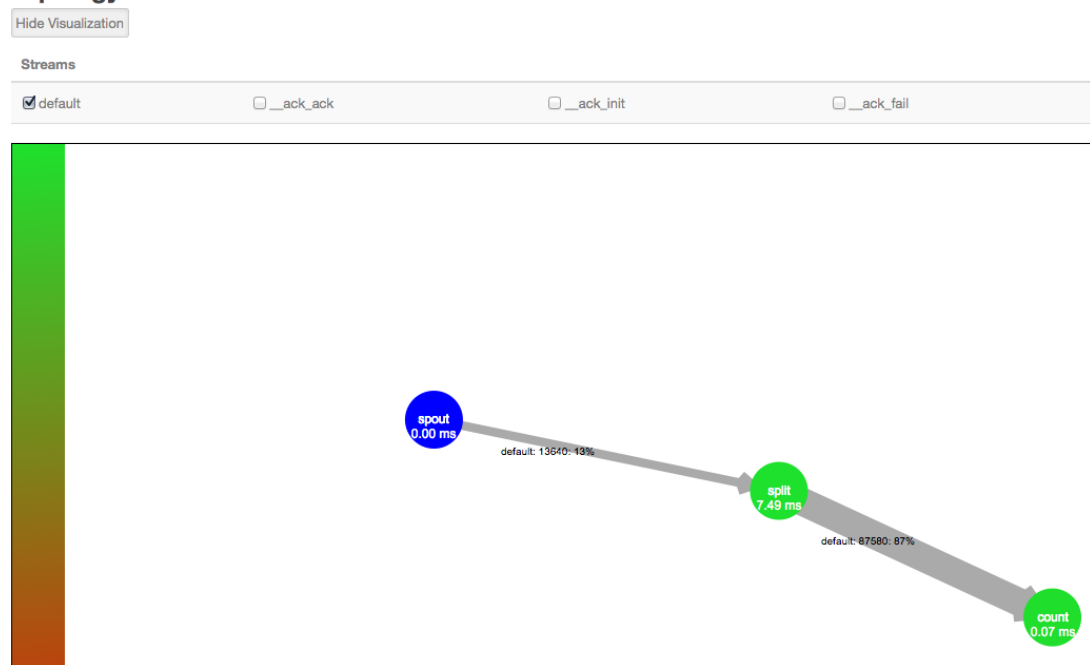 Hide Visualization
Streams
default
__ack_ack
__ack_init
__ack_fail
spout
0.00 ms
default: 13640: 13%
split
7.49 ms
default: 87580: 87%
count
0.07 ms